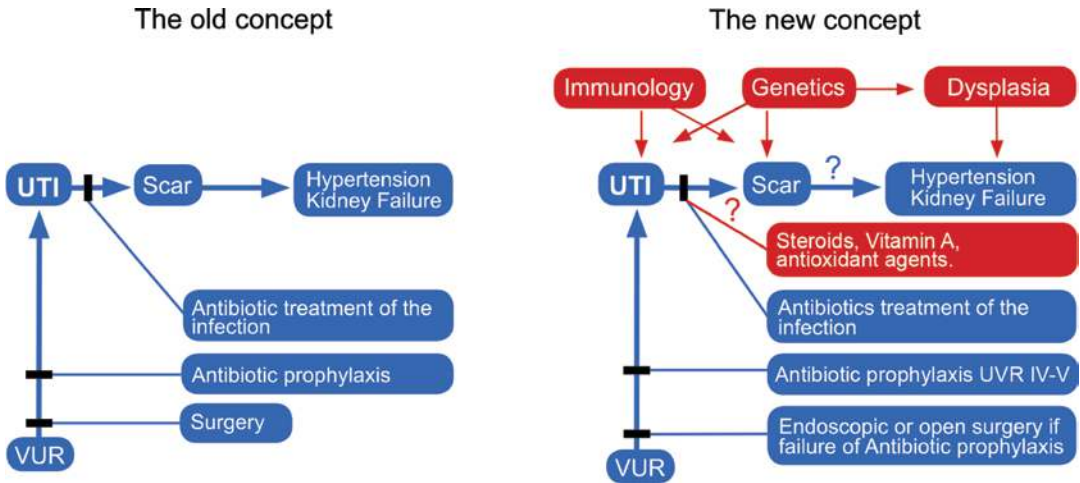 The old concept
UTI
Scar
Hypertension
Kidney Failure
Antibiotic treatment of the
infection
Antibiotic prophylaxis
Surgery
VUR
The new concept
Immunology
Genetics
Dysplasia
UTI
Scar
?
Hypertension
Kidney Failure
?
Steroids, Vitamin A,
antioxidant agents.
Antibiotics treatment of the
infection
Antibiotic prophylaxis UVR IV-V
Endoscopic or open surgery if
failure of Antibiotic prophylaxis
VUR